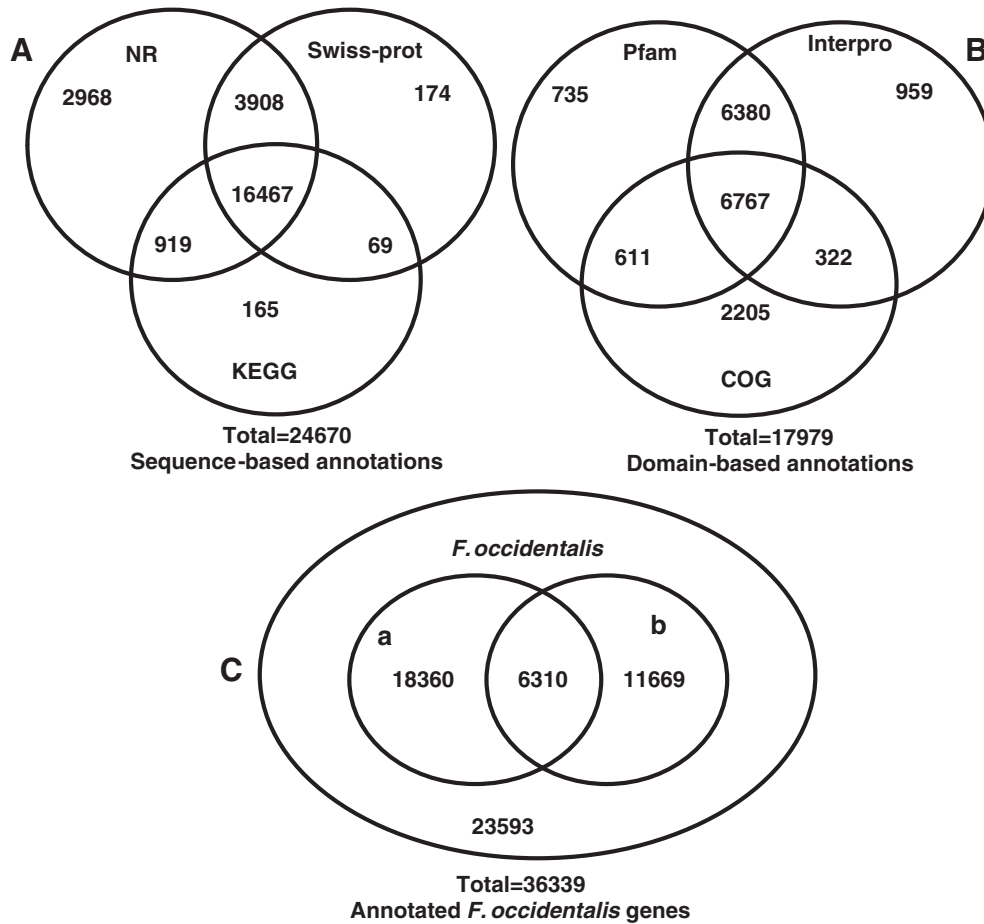 A
NR
Swiss-prot
2968
3908
174
16467
919
69
165
KEGG
Total=24670
Sequence-based annotations
B
Pfam
Interpro
735
6380
959
6767
611
322
2205
COG
Total=17979
Domain-based annotations
C
F. occidentalis
a
b
18360
6310
11669
23593
Total=36339
Annotated F. occidentalis genes